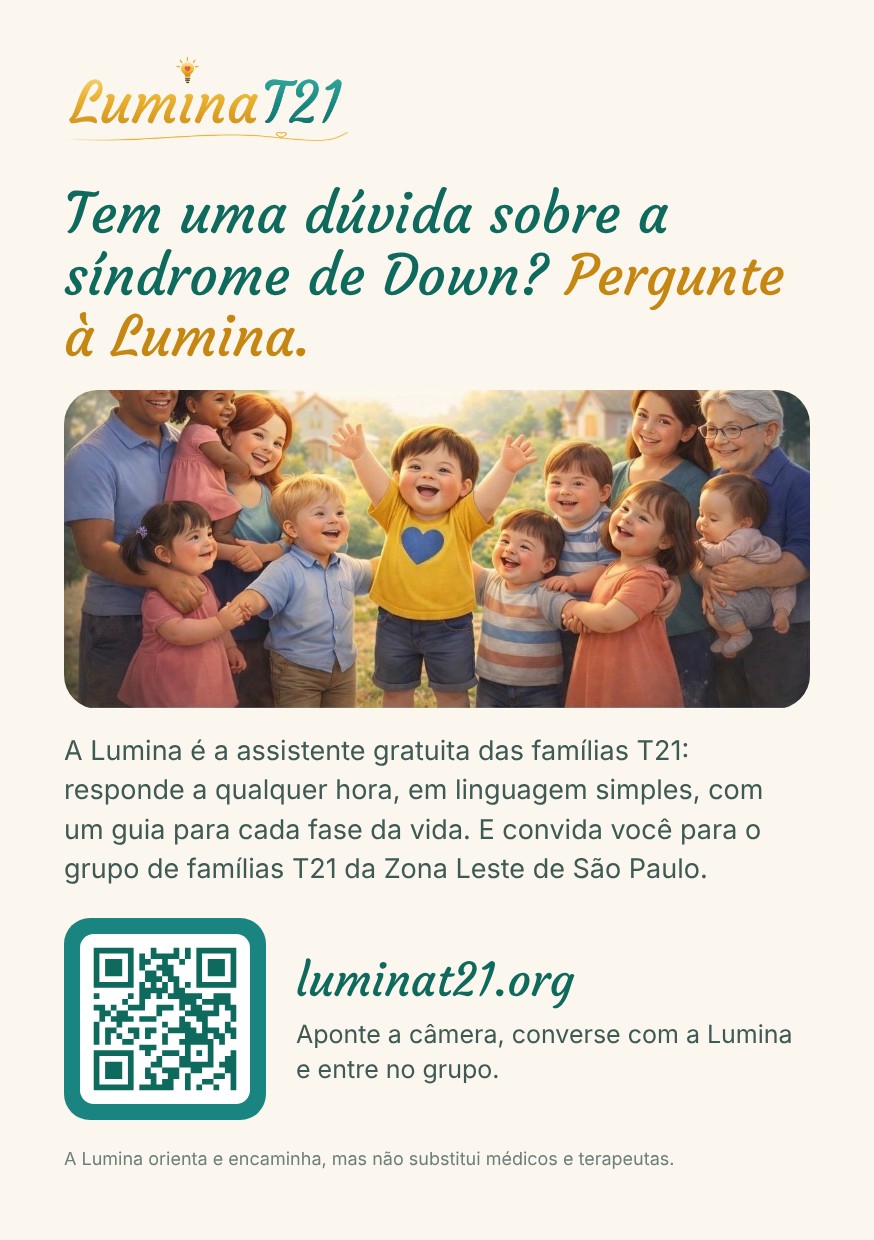 LuminaT21
Tem uma dúvida sobre a
síndrome de Down? Pergunte
à Lumina.
A Lumina é a assistente gratuita das famílias T21:
responde a qualquer hora, em linguagem simples, com
um guia para cada fase da vida. E convida você para o
grupo de famílias T21 da Zona Leste de São Paulo.
luminat21.org
Aponte a câmera, converse com a Lumina
e entre no grupo.
A Lumina orienta e encaminha, mas não substitui médicos e terapeutas.